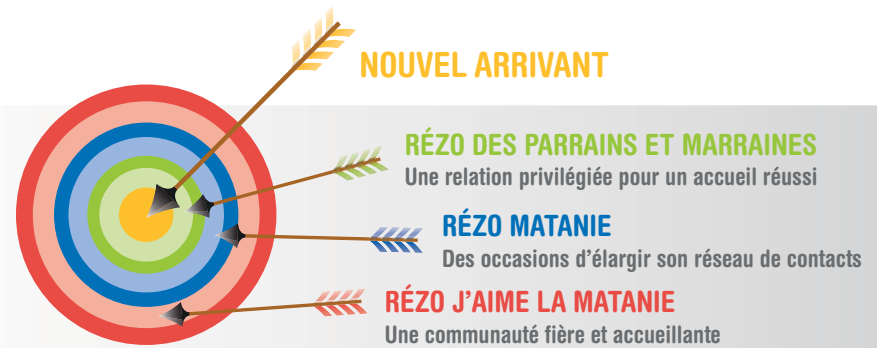 NOUVEL ARRIVANT
RÉZO DES PARRAINS ET MARRAINES
Une relation privilégiée pour un accueil réussi
RÉZO MATANIE
Des occasions d'élargir son réseau de contacts
RÉZO J'AIME LA MATANIE
Une communauté fière et accueillante